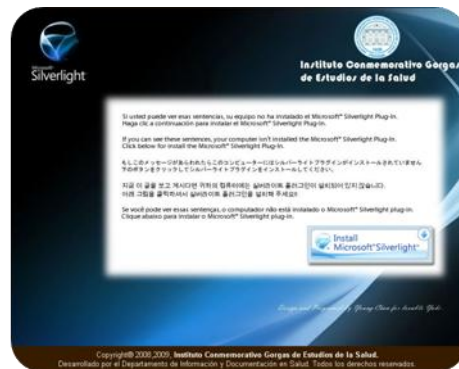 Microsoft
Silverlight
Instituto Conmemorativo Gorgas
de Estudios de la Salud
Si usted puede ver esas sentencias, su equipo no ha instalado el Microsoft® Silverlight Plug-In.
Haga clic a continuación para instalar el Microsoft® Silverlight Plug-In.
If you can see these sentences, your computer isn't installed the Microsoft® Silverlight Plug-In.
Click below for install the Microsoft® Silverlight Plug-In.
もしこのメッセージがあらわれたらこのコンピューターにはシルバーライトプラグインがインストールされていません
下のボタンをクリックしてシルバーライトプラグインをインストールしてください。
지금 이 글을 보고 계시다면 귀하의 컴퓨터에는 실버라이트 플러그인이 설치되어 있지 않습니다.
아래 그림을 클릭하셔서 실버라이트 플러그인을 설치해 주세요!!
Se você pode ver essas sentenças, o computador não está instalado o Microsoft® Silverlight plug-in.
Clique abaixo para instalar o Microsoft® Silverlight plug-in.
Install
Microsoft® Silverlight™
Copyright® 2008,2009, Instituto Conmemorativo Gorgas de Estudios de la Salud.
Desarrollado por el Departamento de Información y Documentación en Salud. Todos los derechos reservados.